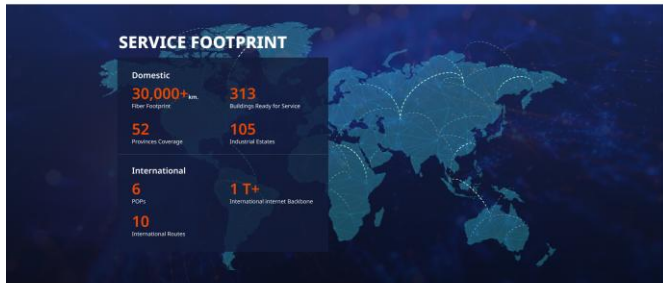 SERVICE FOOTPRINT
Domestic
30,000+ km. 313
Fiber Footprint Buildings Ready for Service
52 105
Provinces Coverage Industrial Estates
International
6 1 T+
POPs International Internet Backbone
10
International Routes